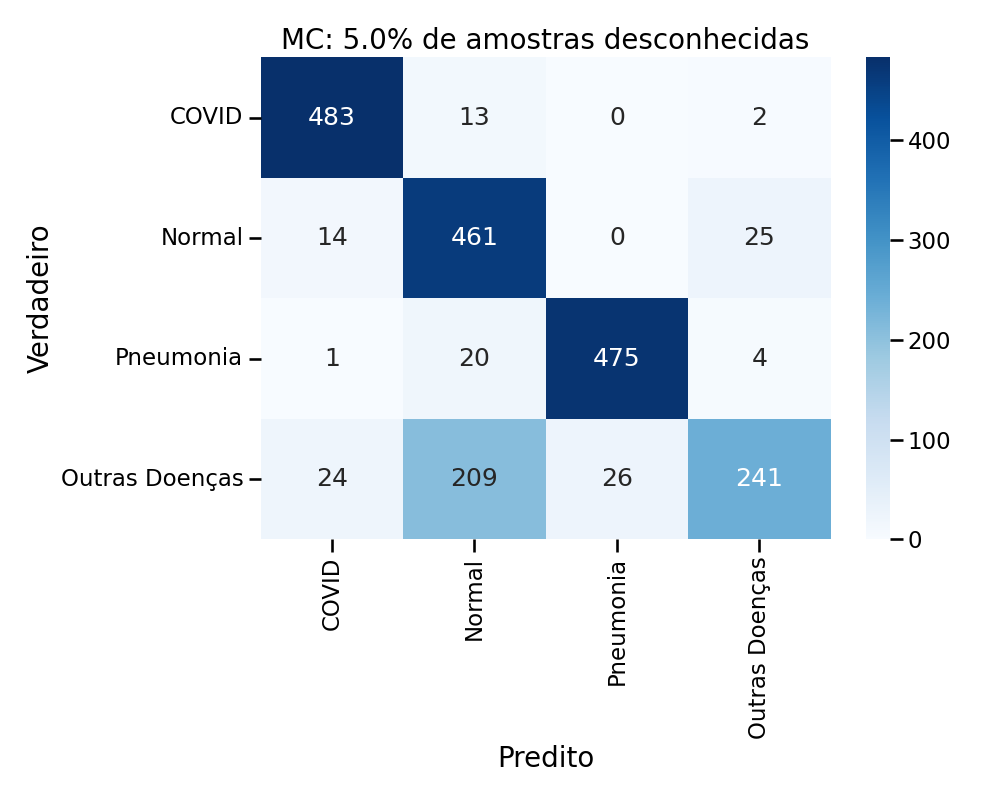 MC: 5.0% de amostras desconhecidas
Verdadeiro
COVID 483 13 0 2
Normal 14 461 0 25
Pneumonia 1 20 475 4
Outras Doenças 24 209 26 241
COVID
Normal
Pneumonia
Outras Doenças
Predito
400
300
200
100
0